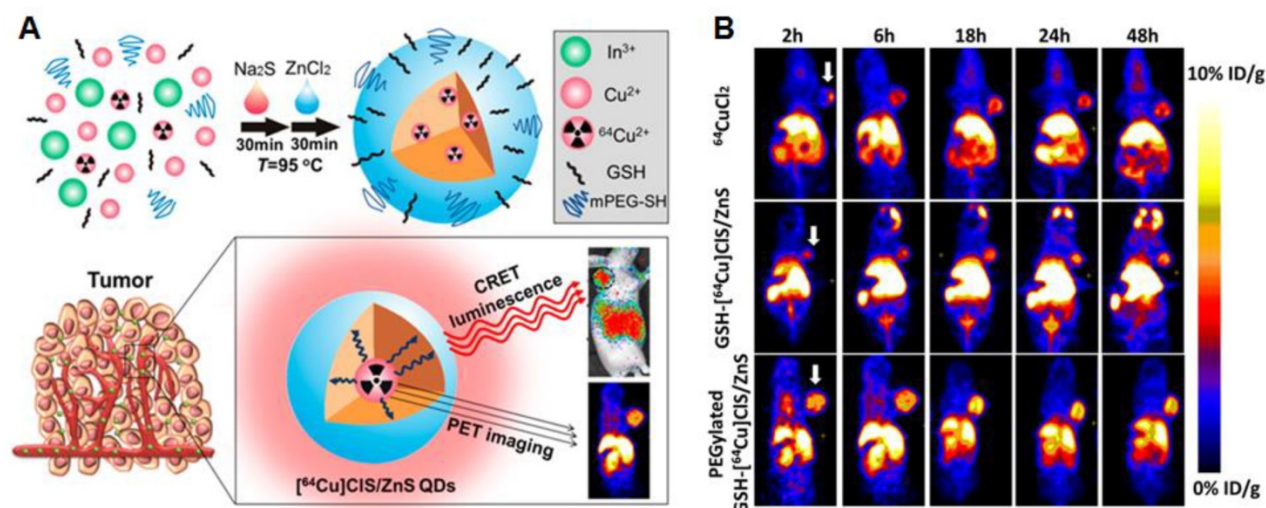 A
Na₂S
ZnCl₂
30min
30min
T=95 °C
In³⁺
Cu²⁺
⁶⁴Cu²⁺
GSH
mPEG-SH
Tumor
CRET
luminescence
PET imaging
[⁶⁴Cu]CIS/ZnS QDs
B
2h 6h 18h 24h 48h
⁶⁴CuCl₂
GSH-[⁶⁴Cu]CIS/ZnS
PEGylated
GSH-[⁶⁴Cu]CIS/ZnS
10% ID/g
0% ID/g